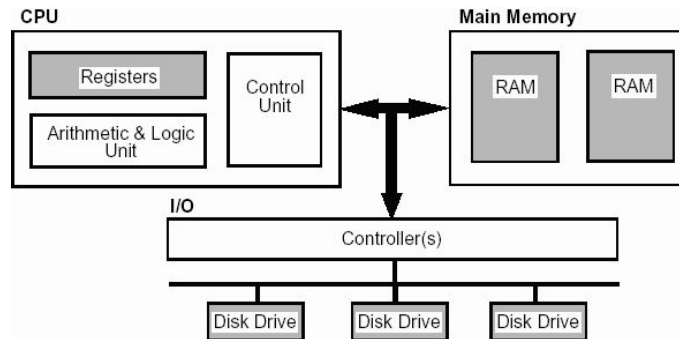 CPU
Main Memory
Registers
Control
Unit
Arithmetic & Logic
Unit
RAM
RAM
I/O
Controller(s)
Disk Drive
Disk Drive
Disk Drive